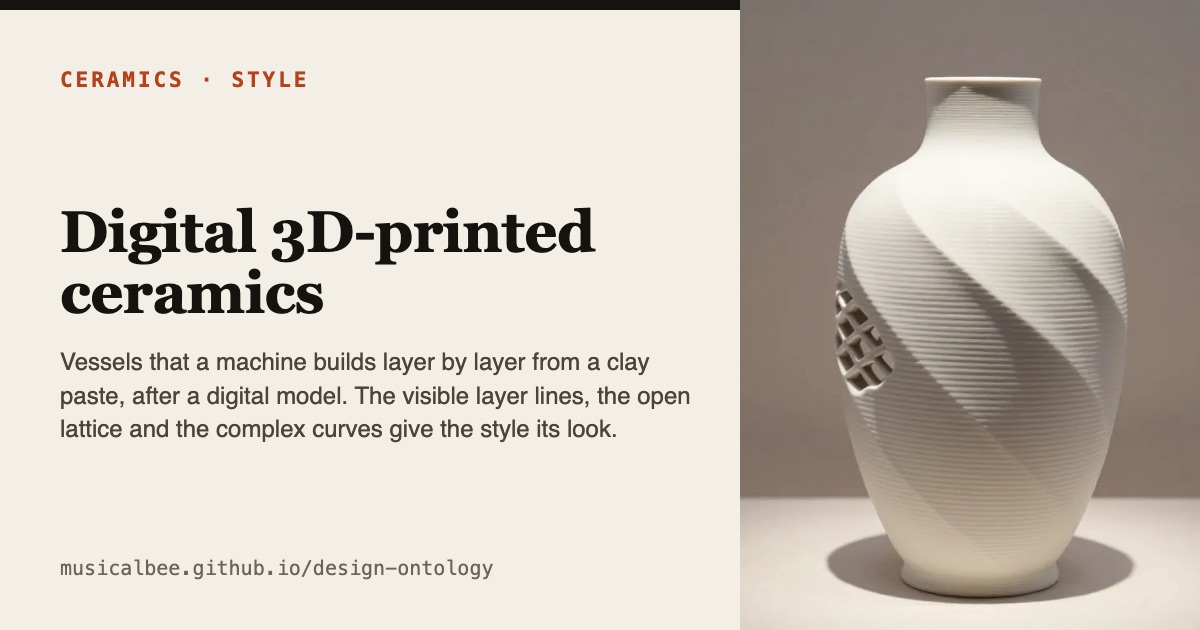 CERAMICS · STYLE
Digital 3D-printed
ceramics
Vessels that a machine builds layer by layer from a clay
paste, after a digital model. The visible layer lines, the open
lattice and the complex curves give the style its look.
musicalbee.github.io/design-ontology